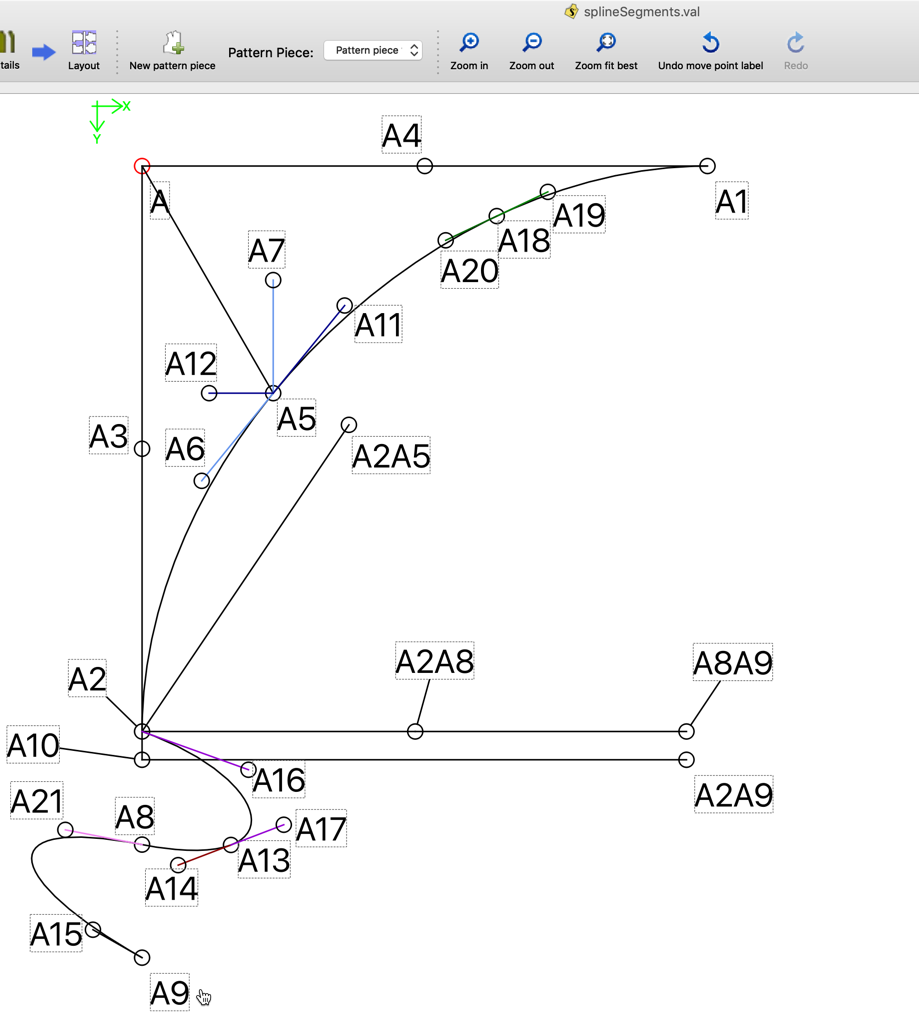 splineSegments.val
tails
Layout
New pattern piece
Pattern Piece:
Pattern piece
Zoom in
Zoom out
Zoom fit best
Undo move point label
Redo
X
Y
A4
A
A1
A19
A18
A7
A20
A11
A12
A5
A3
A6
A2A5
A2A8
A8A9
A2
A10
A16
A2A9
A21
A8
A17
A13
A14
A15
A9